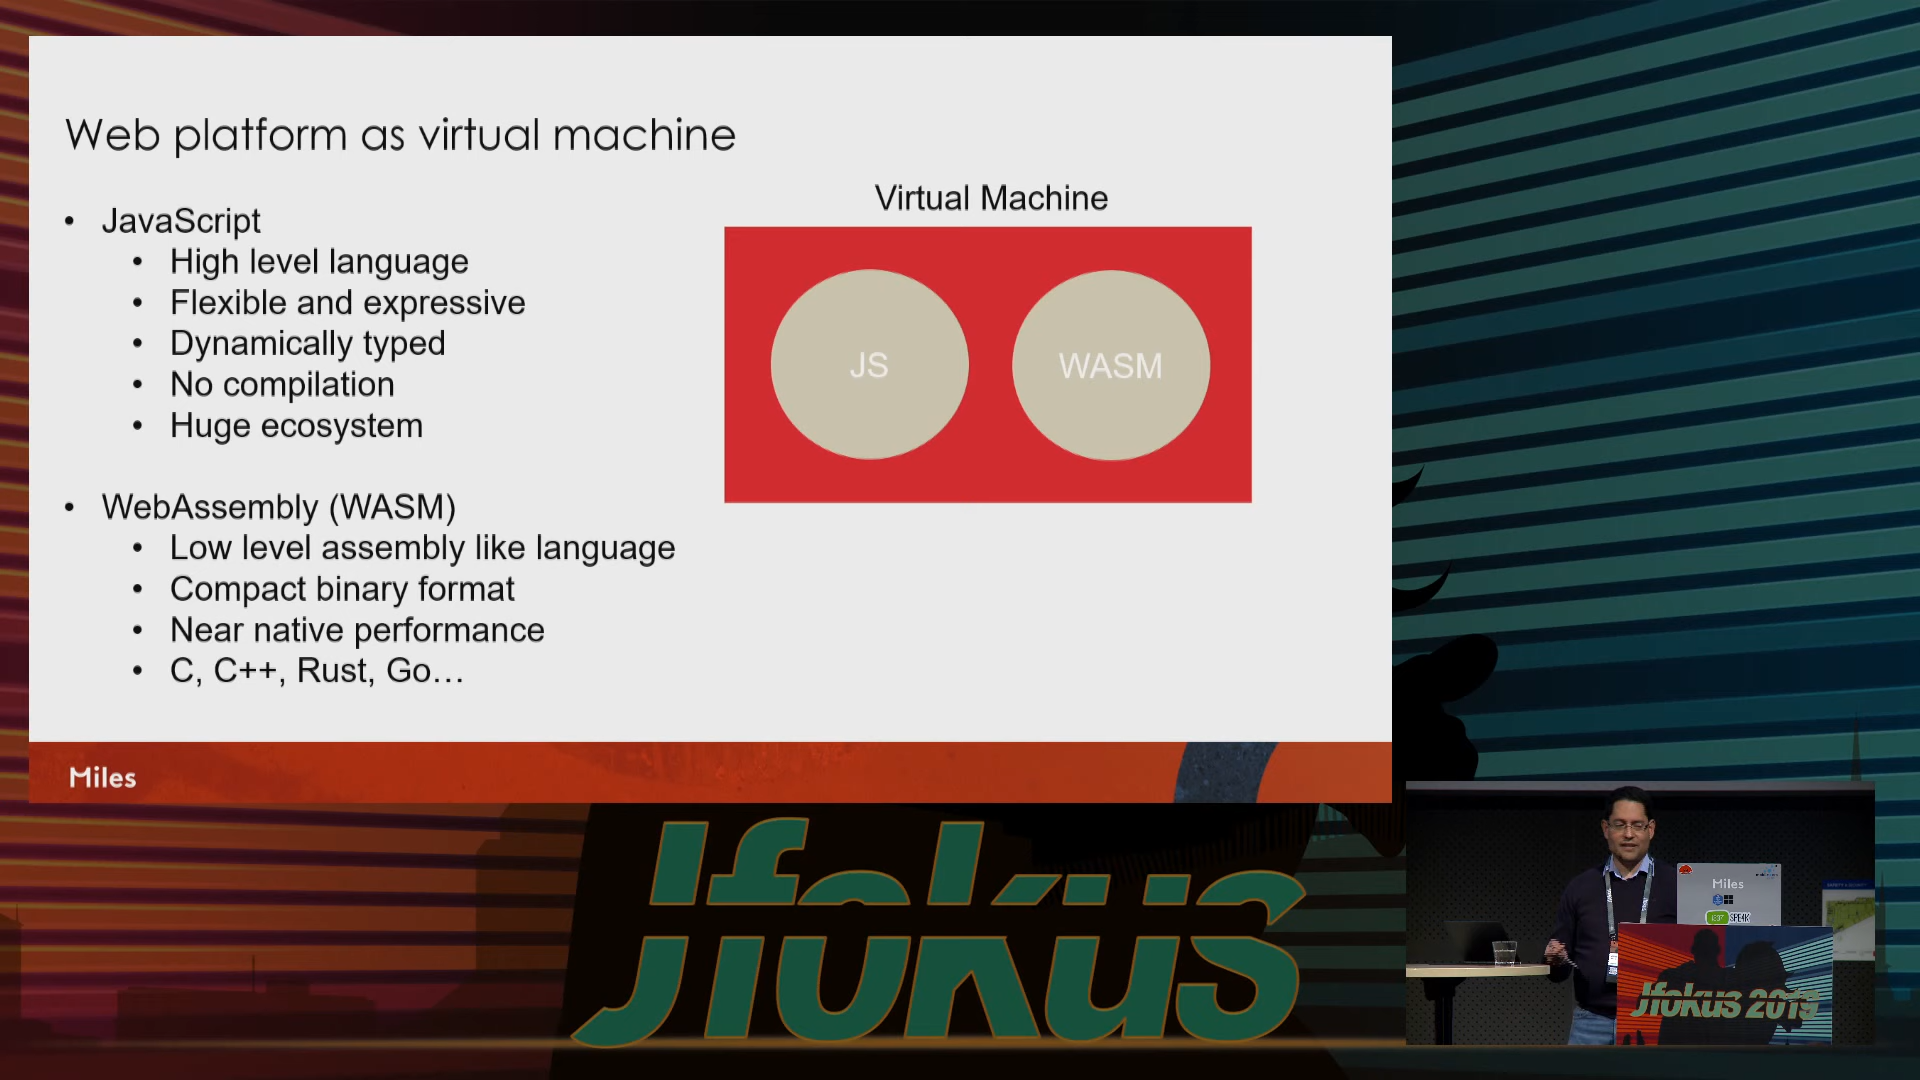 Web platform as virtual machine
• JavaScript
• High level language
• Flexible and expressive
• Dynamically typed
• No compilation
• Huge ecosystem
• WebAssembly (WASM)
• Low level assembly like language
• Compact binary format
• Near native performance
• C, C++, Rust, Go…
Virtual Machine
JS
WASM
Miles
Jfokus
Miles
SPE4K
Jfokus 2019